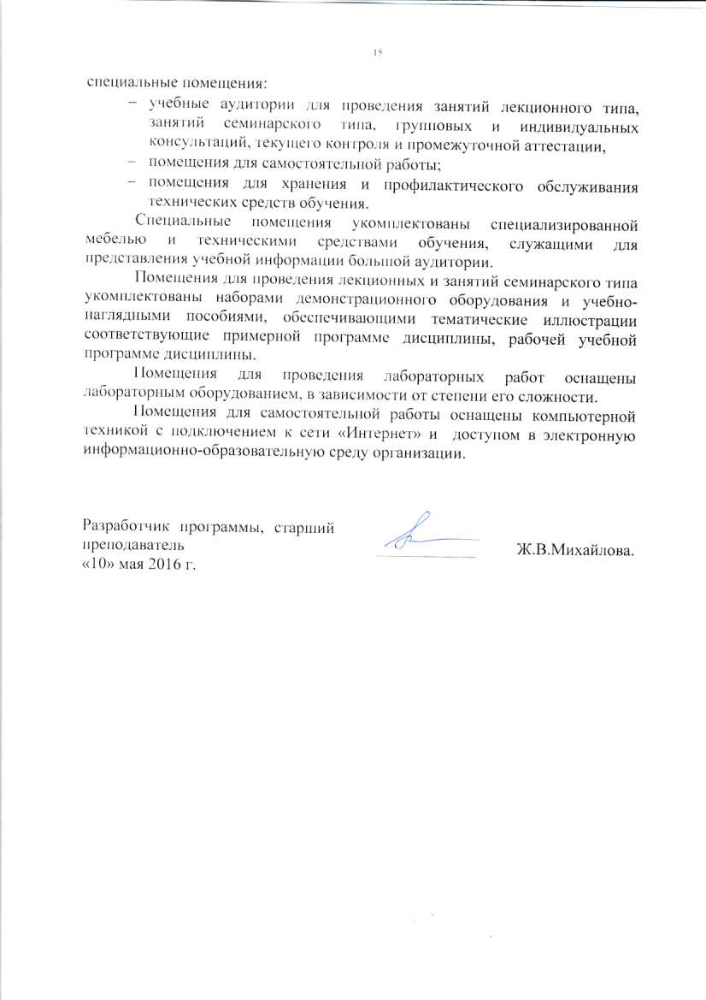 15
специальные помещения:
– учебные аудитории для проведения занятий лекционного типа,
занятий семинарского типа, групповых и индивидуальных
консультаций, текущего контроля и промежуточной аттестации,
– помещения для самостоятельной работы;
– помещения для хранения и профилактического обслуживания
технических средств обучения.
Специальные помещения укомплектованы специализированной
мебелью и техническими средствами обучения, служащими для
представления учебной информации большой аудитории.
Помещения для проведения лекционных и занятий семинарского типа
укомплектованы наборами демонстрационного оборудования и учебно-
наглядными пособиями, обеспечивающими тематические иллюстрации
соответствующие примерной программе дисциплины, рабочей учебной
программе дисциплины.
Помещения для проведения лабораторных работ оснащены
лабораторным оборудованием, в зависимости от степени его сложности.
Помещения для самостоятельной работы оснащены компьютерной
техникой с подключением к сети «Интернет» и доступом в электронную
информационно-образовательную среду организации.
Разработчик программы, старший
преподаватель
Ж.В.Михайлова.
«10» мая 2016 г.